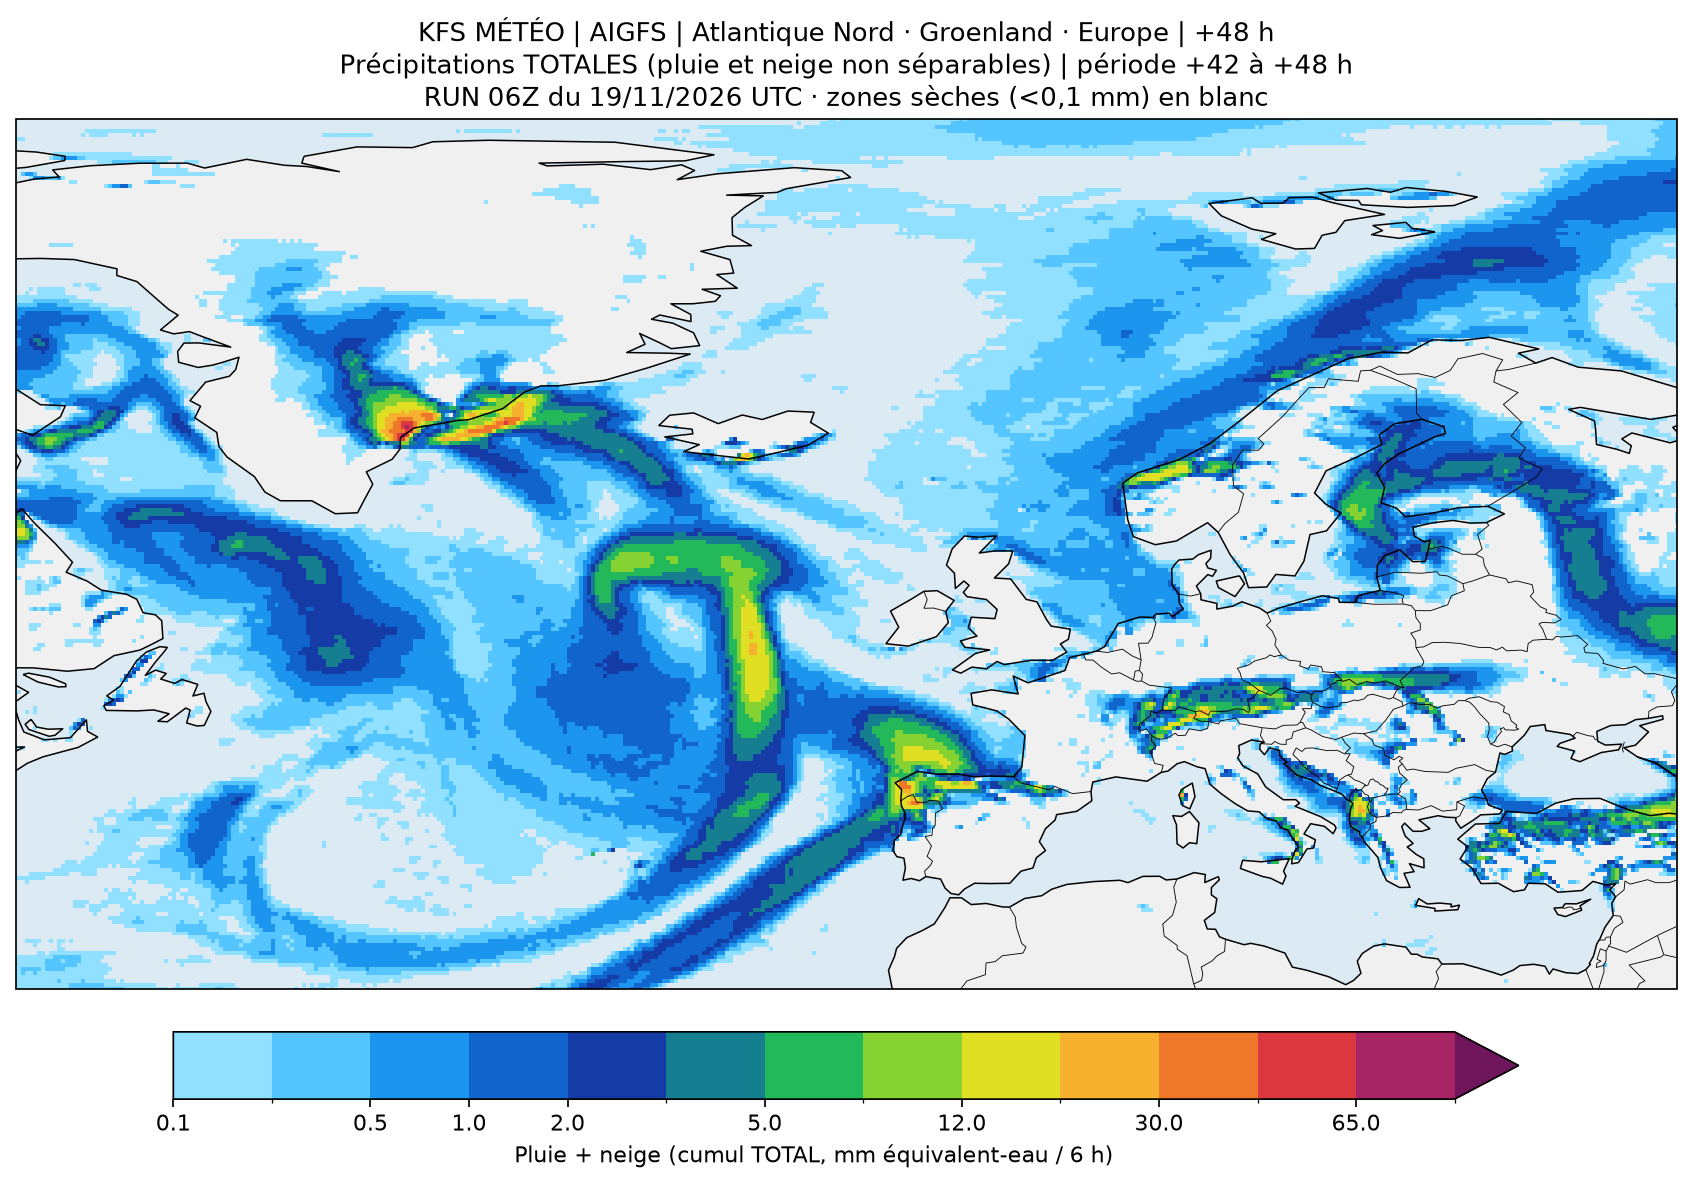 KFS MÉTÉO | AIGFS | Atlantique Nord · Groenland · Europe | +48 h
Précipitations TOTALES (pluie et neige non séparables) | période +42 à +48 h
RUN 06Z du 19/11/2026 UTC · zones sèches (<0,1 mm) en blanc
0.1 0.5 1.0 2.0 5.0 12.0 30.0 65.0
Pluie + neige (cumul TOTAL, mm équivalent-eau / 6 h)